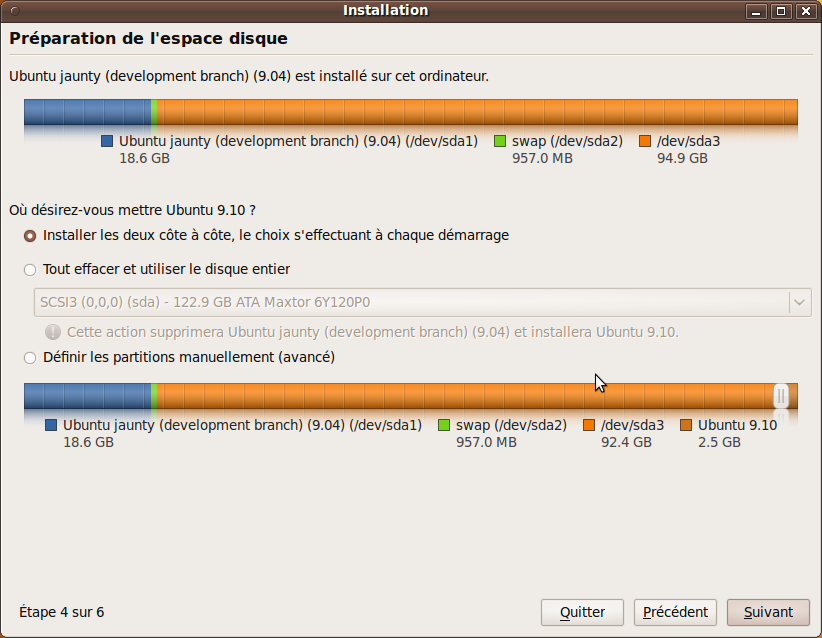 Installation
Préparation de l'espace disque
Ubuntu jaunty (development branch) (9.04) est installé sur cet ordinateur.
Ubuntu jaunty (development branch) (9.04) (/dev/sda1) swap (/dev/sda2) /dev/sda3
18.6 GB 957.0 MB 94.9 GB
Où désirez-vous mettre Ubuntu 9.10 ?
Installer les deux côte à côte, le choix s'effectuant à chaque démarrage
Tout effacer et utiliser le disque entier
SCSI3 (0,0,0) (sda) - 122.9 GB ATA Maxtor 6Y120P0
Cette action supprimera Ubuntu jaunty (development branch) (9.04) et installera Ubuntu 9.10.
Définir les partitions manuellement (avancé)
Ubuntu jaunty (development branch) (9.04) (/dev/sda1) swap (/dev/sda2) /dev/sda3 Ubuntu 9.10
18.6 GB 957.0 MB 92.4 GB 2.5 GB
Étape 4 sur 6 Quitter Précédent Suivant